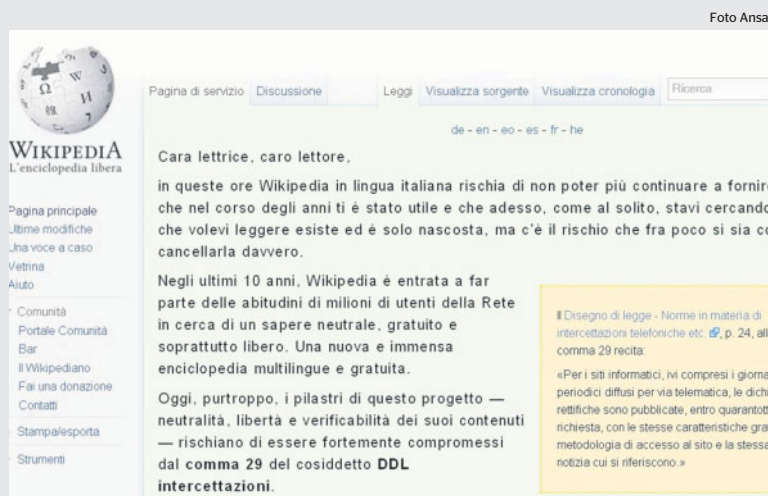 Foto Ansa
WIKIPEDIA
L'enciclopedia libera
Pagina di servizio Discussione Leggi Visualizza sorgente Visualizza cronologia Ricerca
de - en - eo - es - fr - he
Cara lettrice, caro lettore,
in queste ore Wikipedia in lingua italiana rischia di non poter più continuare a fornire
che nel corso degli anni ti è stato utile e che adesso, come al solito, stavi cercando
che volevi leggere esiste ed è solo nascosta, ma c'è il rischio che fra poco si sia co
cancellarla davvero.
Negli ultimi 10 anni, Wikipedia è entrata a far
parte delle abitudini di milioni di utenti della Rete
in cerca di un sapere neutrale, gratuito e
soprattutto libero. Una nuova e immensa
enciclopedia multilingue e gratuita.
Oggi, purtroppo, i pilastri di questo progetto —
neutralità, libertà e verificabilità dei suoi contenuti
— rischiano di essere fortemente compromessi
dal comma 29 del cosiddetto DDL
intercettazioni.
Il Disegno di legge - Norme in materia di
intercettazioni telefoniche etc. , p. 24, all
comma 29 recita:
«Per i siti informatici, ivi compresi i giorna
periodici diffusi per via telematica, le dichi
rettifiche sono pubblicate, entro quarantott
richiesta, con le stesse caratteristiche gra
metodologia di accesso al sito e la stessa
notizia cui si riferiscono.»
Pagina principale
Ultime modifiche
Una voce a caso
Vetrina
Aiuto
Comunità
Portale Comunità
Bar
Il Wikipediano
Fai una donazione
Contatti
Stampa/esporta
Strumenti